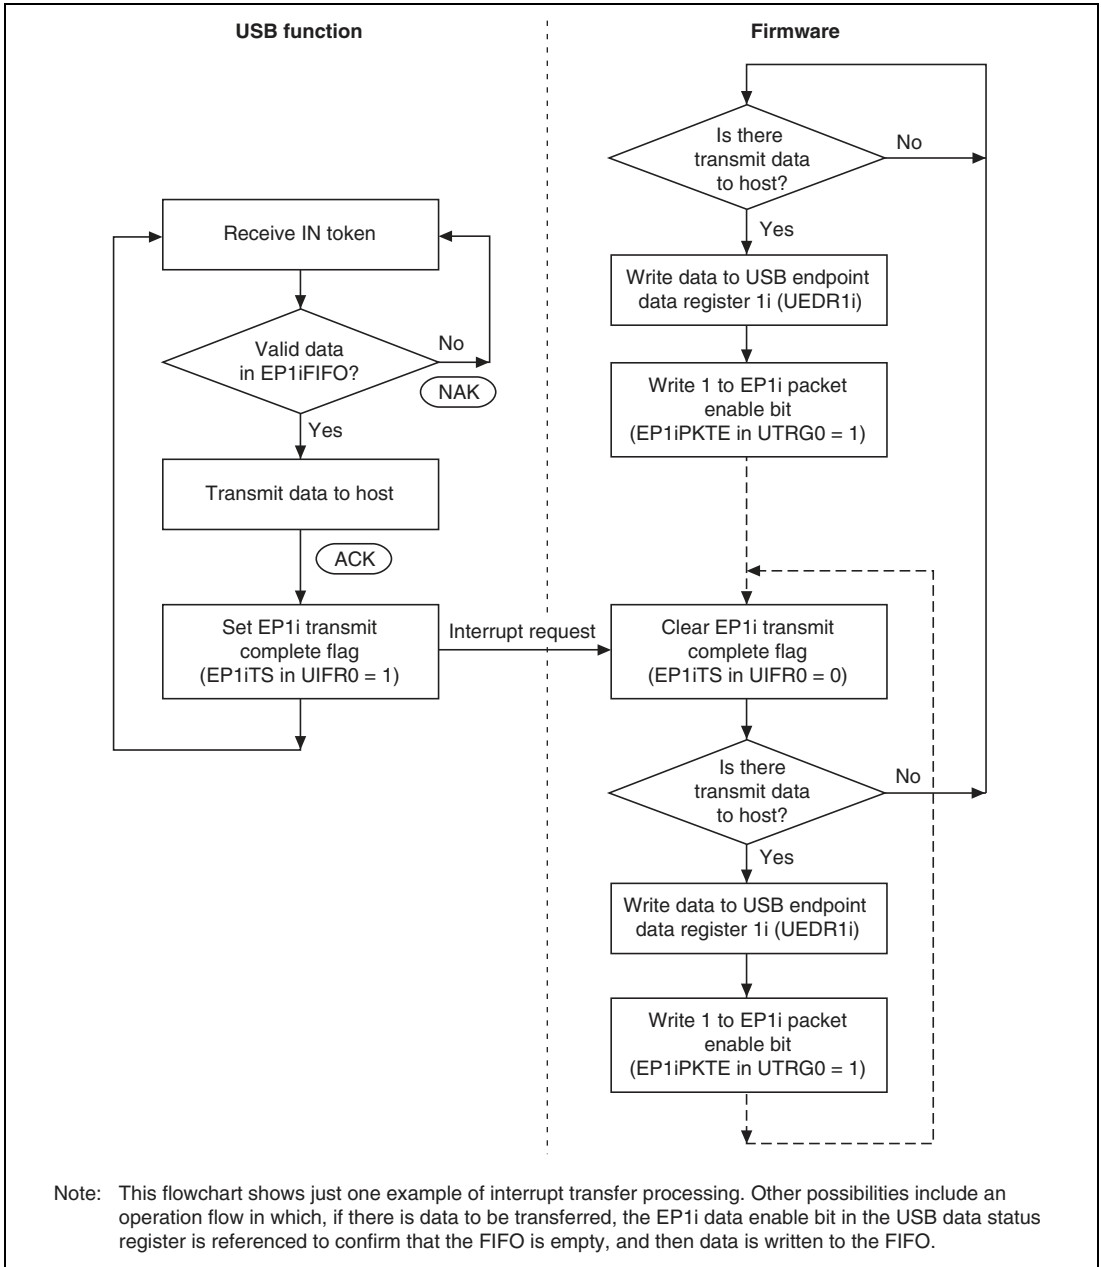 USB function
Firmware
Receive IN token
Valid data
in EP1iFIFO?
No
NAK
Yes
Transmit data to host
ACK
Set EP1i transmit
complete flag
(EP1iTS in UIFR0 = 1)
Interrupt request
Is there
transmit data
to host?
No
Yes
Write data to USB endpoint
data register 1i (UEDR1i)
Write 1 to EP1i packet
enable bit
(EP1iPKTE in UTRG0 = 1)
Clear EP1i transmit
complete flag
(EP1iTS in UIFR0 = 0)
Is there
transmit data
to host?
No
Yes
Write data to USB endpoint
data register 1i (UEDR1i)
Write 1 to EP1i packet
enable bit
(EP1iPKTE in UTRG0 = 1)
Note: This flowchart shows just one example of interrupt transfer processing. Other possibilities include an
operation flow in which, if there is data to be transferred, the EP1i data enable bit in the USB data status
register is referenced to confirm that the FIFO is empty, and then data is written to the FIFO.